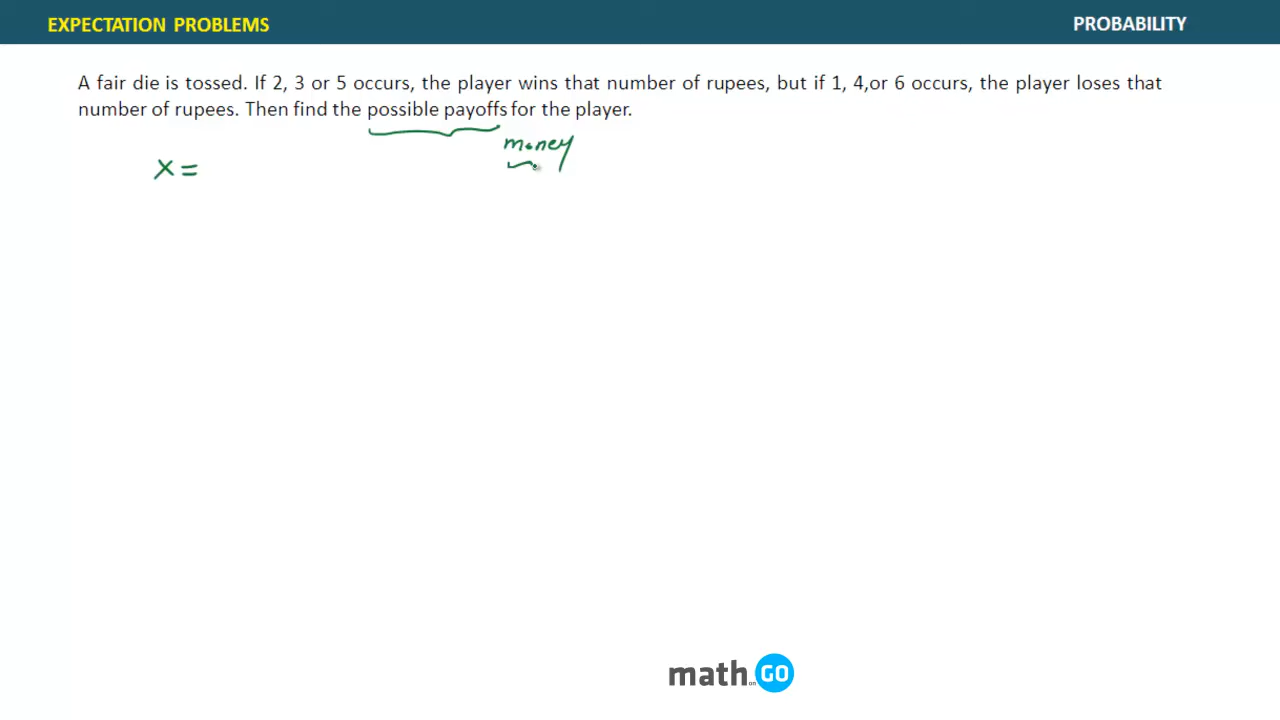 EXPECTATION PROBLEMS
PROBABILITY
A fair die is tossed. If 2, 3 or 5 occurs, the player wins that number of rupees, but if 1, 4,or 6 occurs, the player loses that
number of rupees. Then find the possible payoffs for the player.
money
x =
math on GO